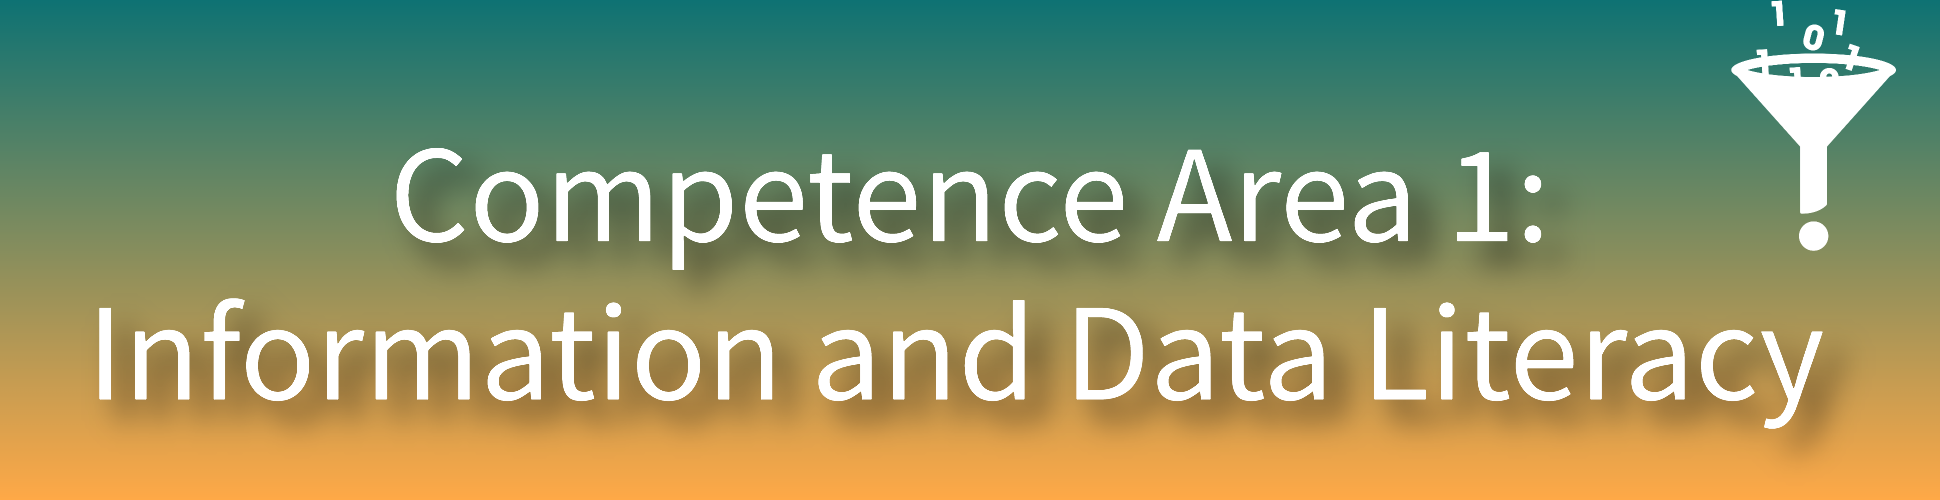 Competence Area 1:
Information and Data Literacy